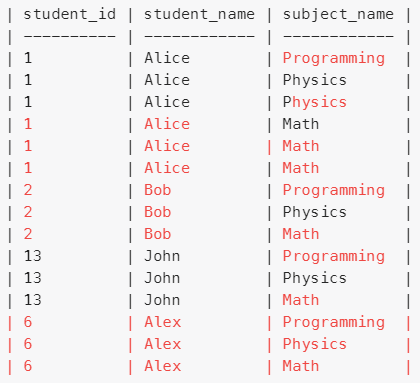 | student_id | student_name | subject_name |
| ---------- | ------------ | ------------ |
| 1          | Alice        | Programming  |
| 1          | Alice        | Physics      |
| 1          | Alice        | Physics      |
| 1          | Alice        | Math         |
| 1          | Alice        | Math         |
| 1          | Alice        | Math         |
| 2          | Bob          | Programming  |
| 2          | Bob          | Physics      |
| 2          | Bob          | Math         |
| 13         | John         | Programming  |
| 13         | John         | Physics      |
| 13         | John         | Math         |
| 6          | Alex         | Programming  |
| 6          | Alex         | Physics      |
| 6          | Alex         | Math         |